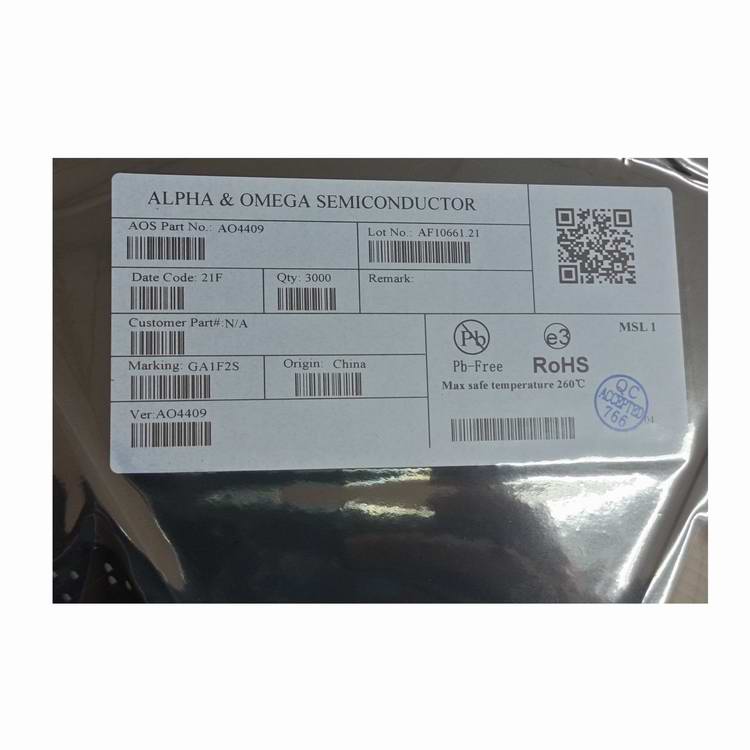 ALPHA & OMEGA SEMICONDUCTOR
AOS Part No.: AO4409
Lot No.: AF10661.21
Date Code: 21F
Qty: 3000
Remark:
Customer Part#:N/A
Marking: GA1F2S
Origin: China
Ver:AO4409
Pb
e3
MSL 1
Pb-Free
RoHS
Max safe temperature 260℃
QC
ACCEPTED
766
04